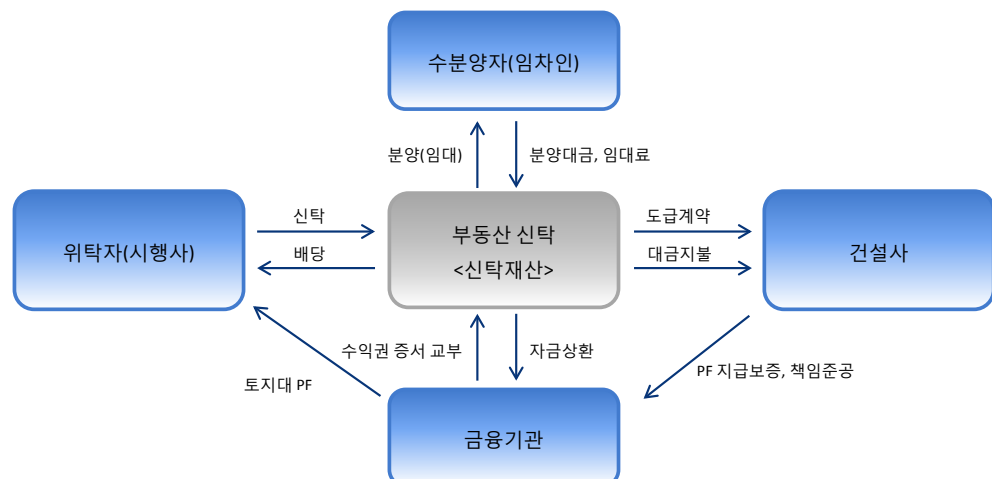 수분양자(임차인)
분양(임대)
분양대금, 임대료
위탁자(시행사)
신탁
배당
부동산 신탁
<신탁재산>
도급계약
대금지불
건설사
수익권 증서 교부
자금상환
토지대 PF
PF 지급보증, 책임준공
금융기관